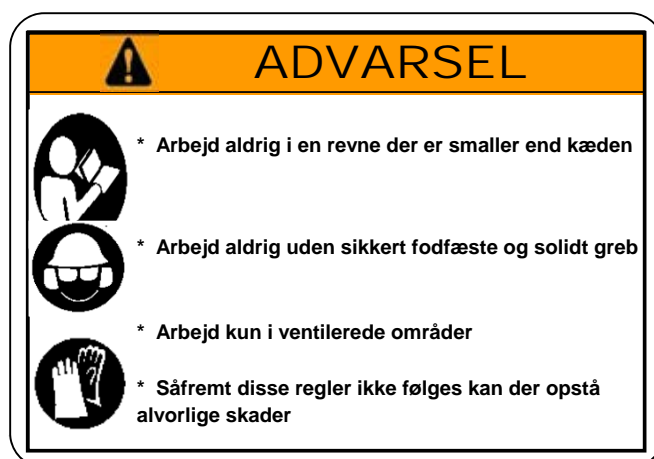 ADVARSEL
* Arbejd aldrig i en revne der er smaller end kæden
* Arbejd aldrig uden sikkert fodfæste og solidt greb
* Arbejd kun i ventilerede områder
* Såfremt disse regler ikke følges kan der opstå
alvorlige skader